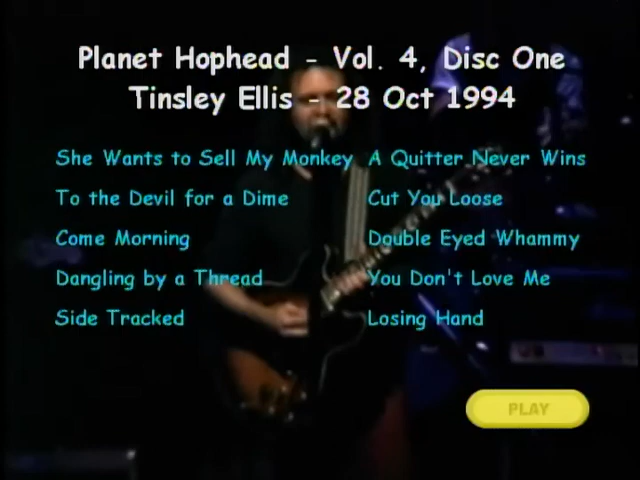 Planet Hophead - Vol. 4, Disc One
Tinsley Ellis - 28 Oct 1994
She Wants to Sell My Monkey
To the Devil for a Dime
Come Morning
Dangling by a Thread
Side Tracked
A Quitter Never Wins
Cut You Loose
Double Eyed Whammy
You Don't Love Me
Losing Hand
PLAY